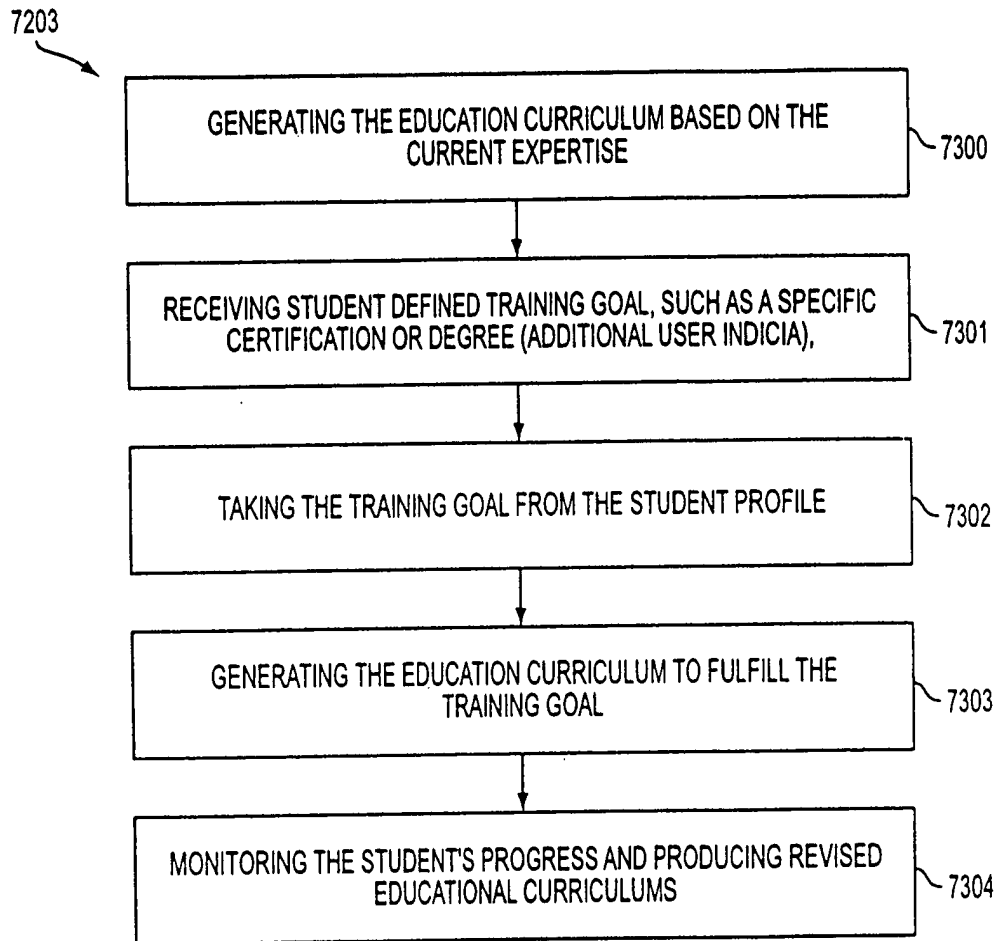 7203
GENERATING THE EDUCATION CURRICULUM BASED ON THE
CURRENT EXPERTISE
7300
RECEIVING STUDENT DEFINED TRAINING GOAL, SUCH AS A SPECIFIC
CERTIFICATION OR DEGREE (ADDITIONAL USER INDICIA),
7301
TAKING THE TRAINING GOAL FROM THE STUDENT PROFILE
7302
GENERATING THE EDUCATION CURRICULUM TO FULFILL THE
TRAINING GOAL
7303
MONITORING THE STUDENT'S PROGRESS AND PRODUCING REVISED
EDUCATIONAL CURRICULUMS
7304